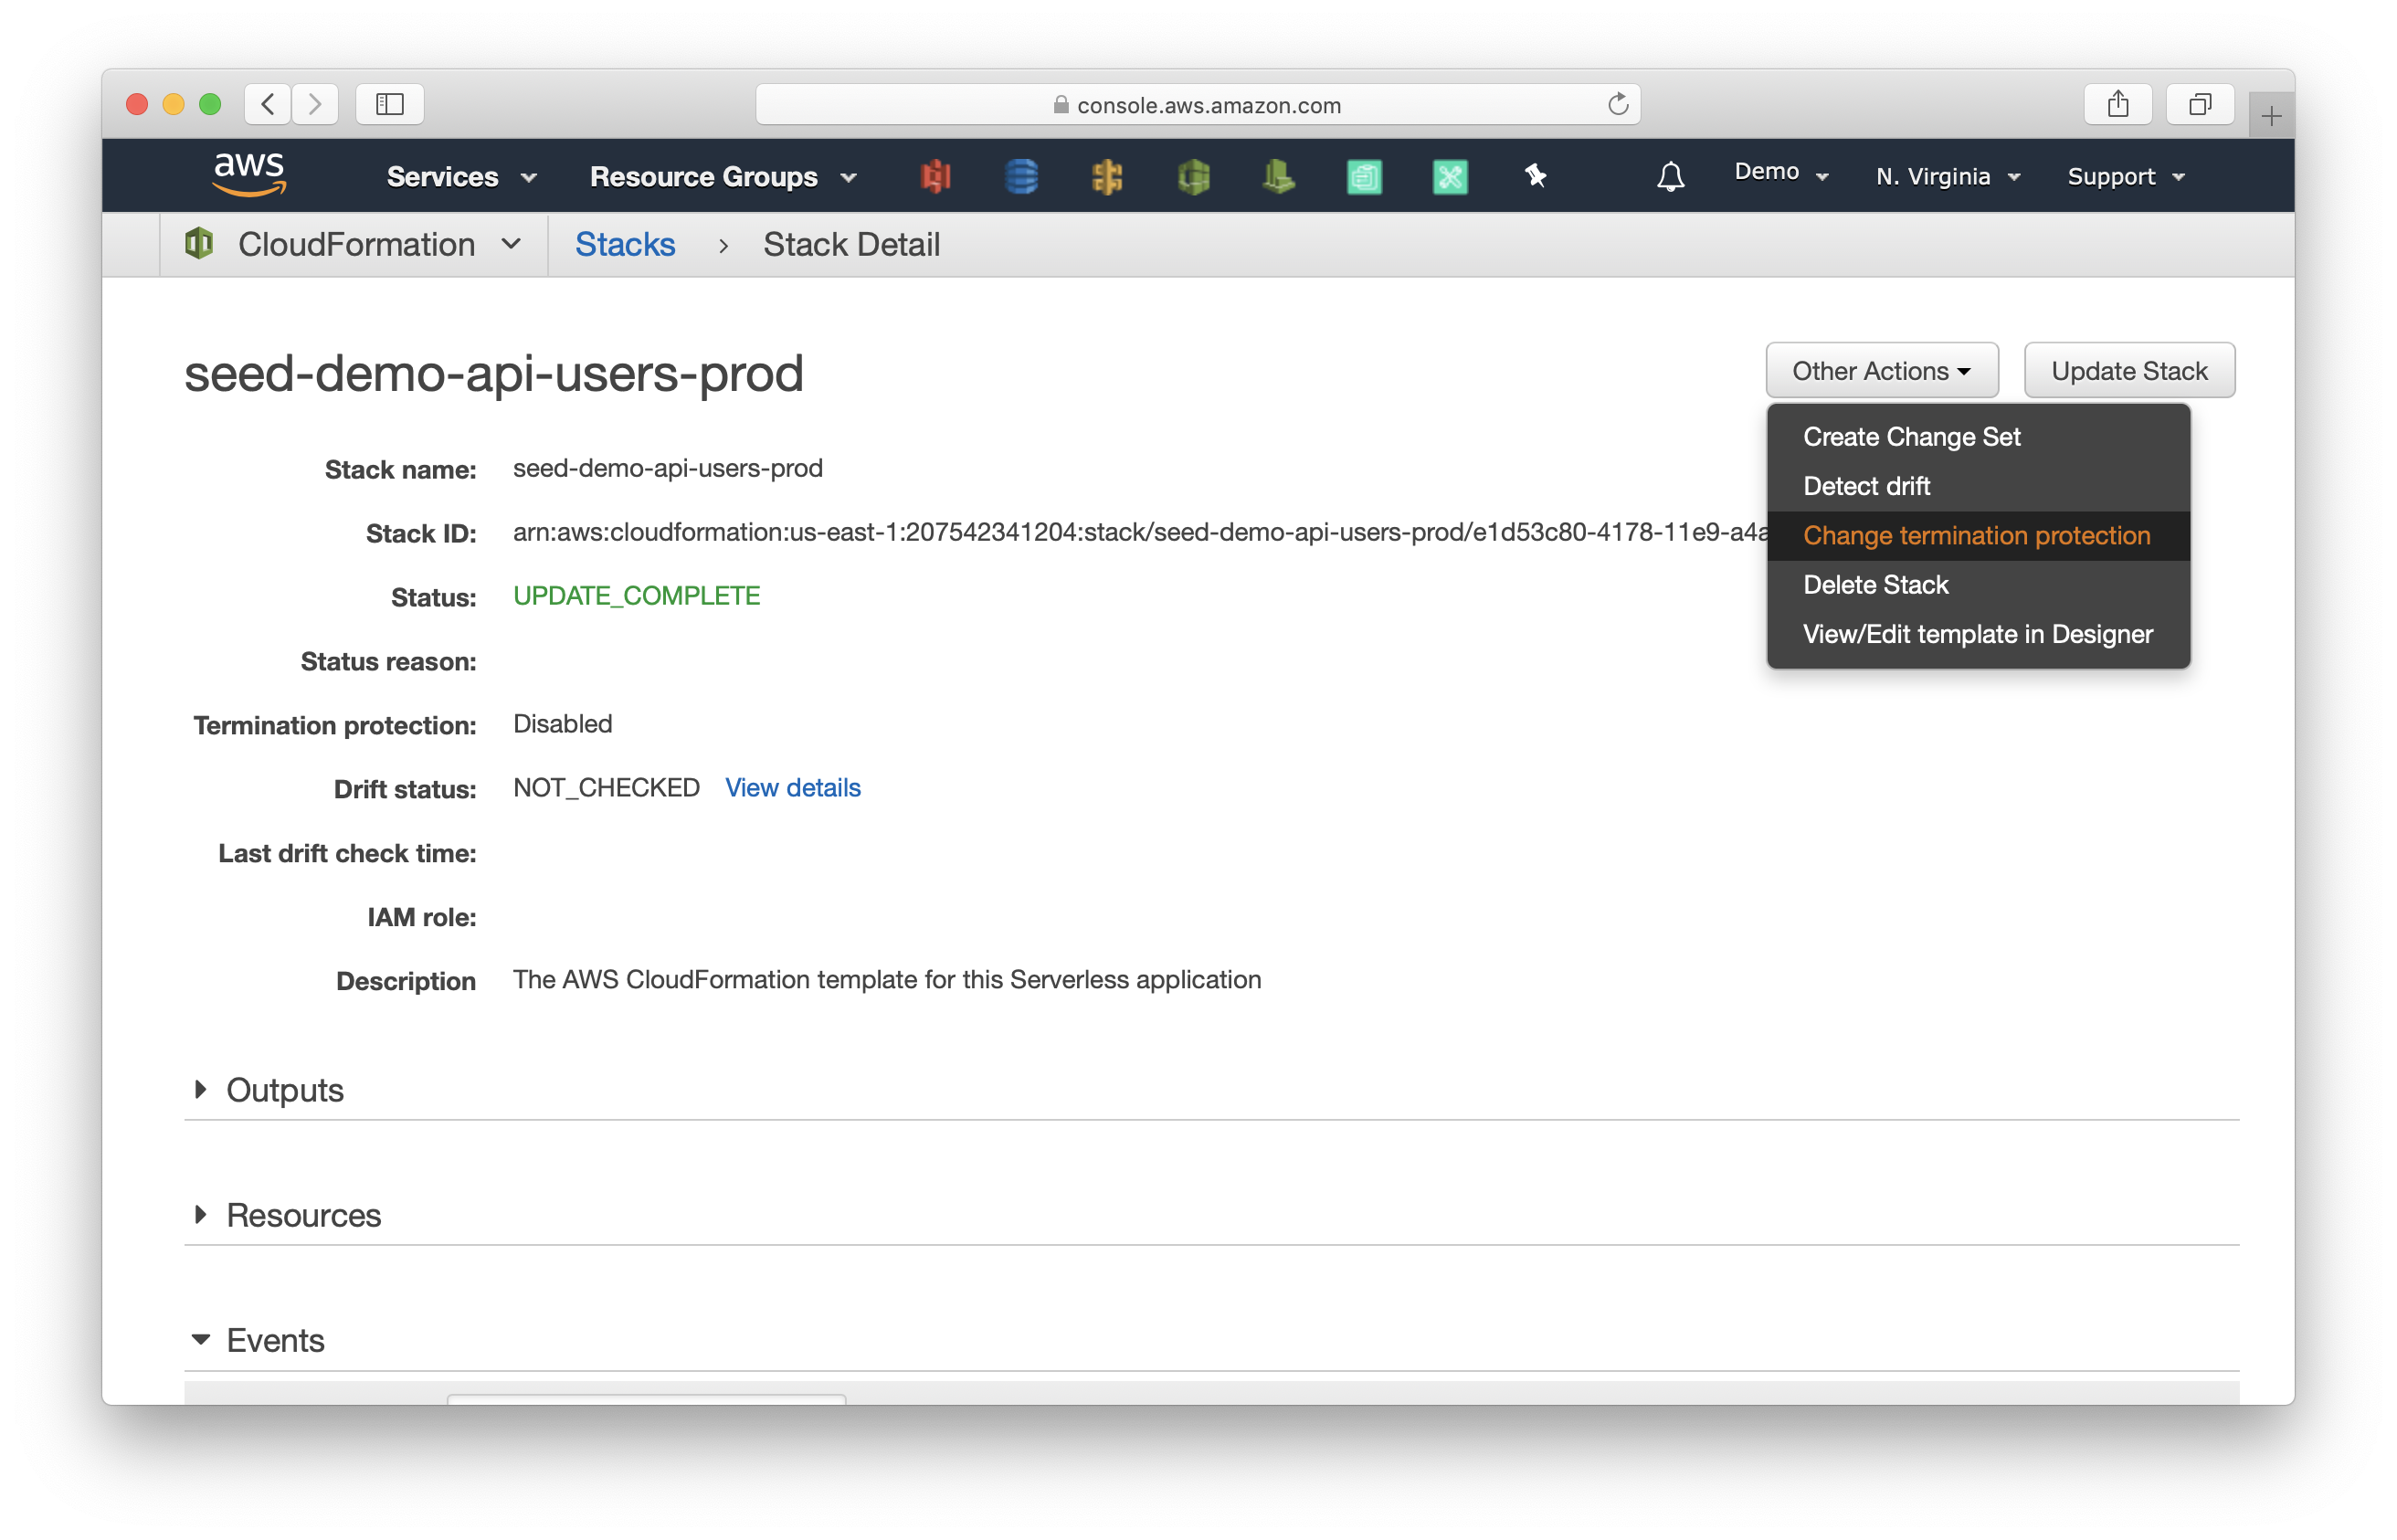 console.aws.amazon.com
aws Services Resource Groups Demo N. Virginia Support
CloudFormation Stacks › Stack Detail
seed-demo-api-users-prod
Other Actions Update Stack
Create Change Set
Detect drift
Change termination protection
Delete Stack
View/Edit template in Designer
Stack name: seed-demo-api-users-prod
Stack ID: arn:aws:cloudformation:us-east-1:207542341204:stack/seed-demo-api-users-prod/e1d53c80-4178-11e9-a4a
Status: UPDATE_COMPLETE
Status reason:
Termination protection: Disabled
Drift status: NOT_CHECKED View details
Last drift check time:
IAM role:
Description The AWS CloudFormation template for this Serverless application
Outputs
Resources
Events